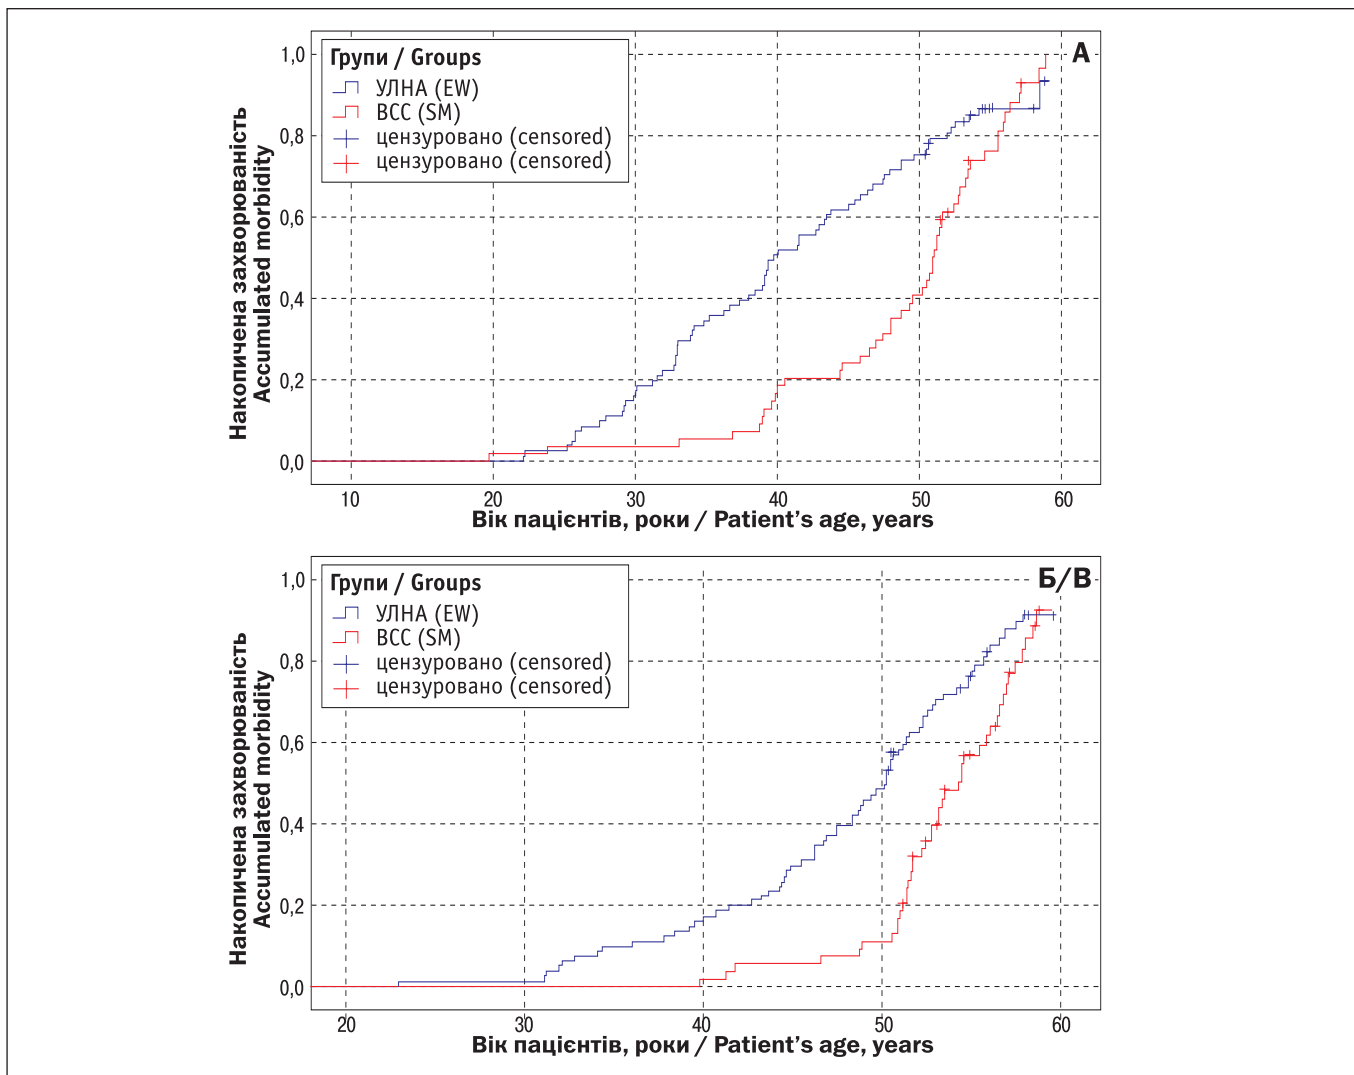 Групи / Groups
УЛНА (EW)
ВСС (SM)
цензуровано (censored)
цензуровано (censored)
А
Накопичена захворюваність
Accumulated morbidity
1,0
0,8
0,6
0,4
0,2
0,0
10 20 30 40 50 60
Вік пацієнтів, роки / Patient’s age, years
Групи / Groups
УЛНА (EW)
ВСС (SM)
цензуровано (censored)
цензуровано (censored)
Б/В
Накопичена захворюваність
Accumulated morbidity
1,0
0,8
0,6
0,4
0,2
0,0
20 30 40 50 60
Вік пацієнтів, роки / Patient’s age, years